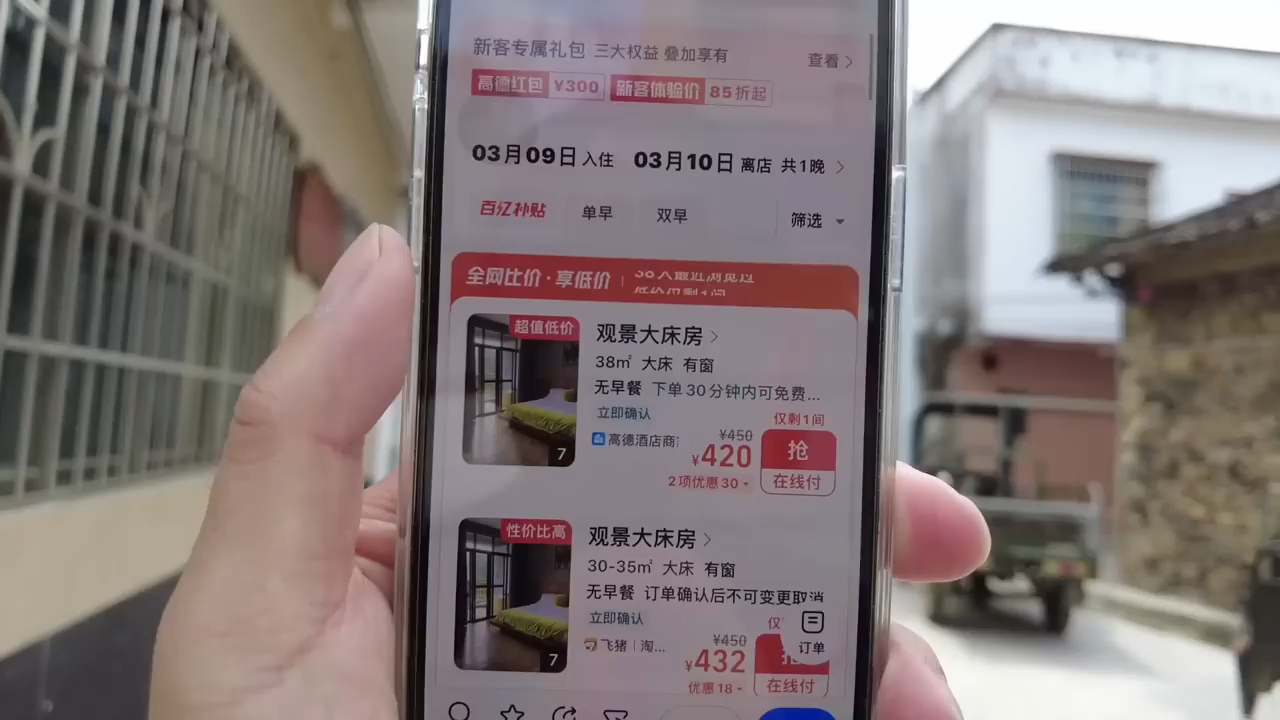 新客专属礼包 三大权益 叠加享有 查看
高德红包 ¥300 新客体验价 85折起
03月09日入住 03月10日离店 共1晚
百亿补贴 单早 双早 筛选
全网比价·享低价
超值低价
观景大床房
38㎡ 大床 有窗
无早餐 下单30分钟内可免费...
立即确认
仅剩1间
高德酒店商
¥450
¥420
抢
2项优惠30
在线付
7
性价比高
观景大床房
30-35㎡ 大床 有窗
无早餐 订单确认后不可变更取消
立即确认
仅
订单
飞猪 淘...
¥450
¥432
优惠18
在线付
7